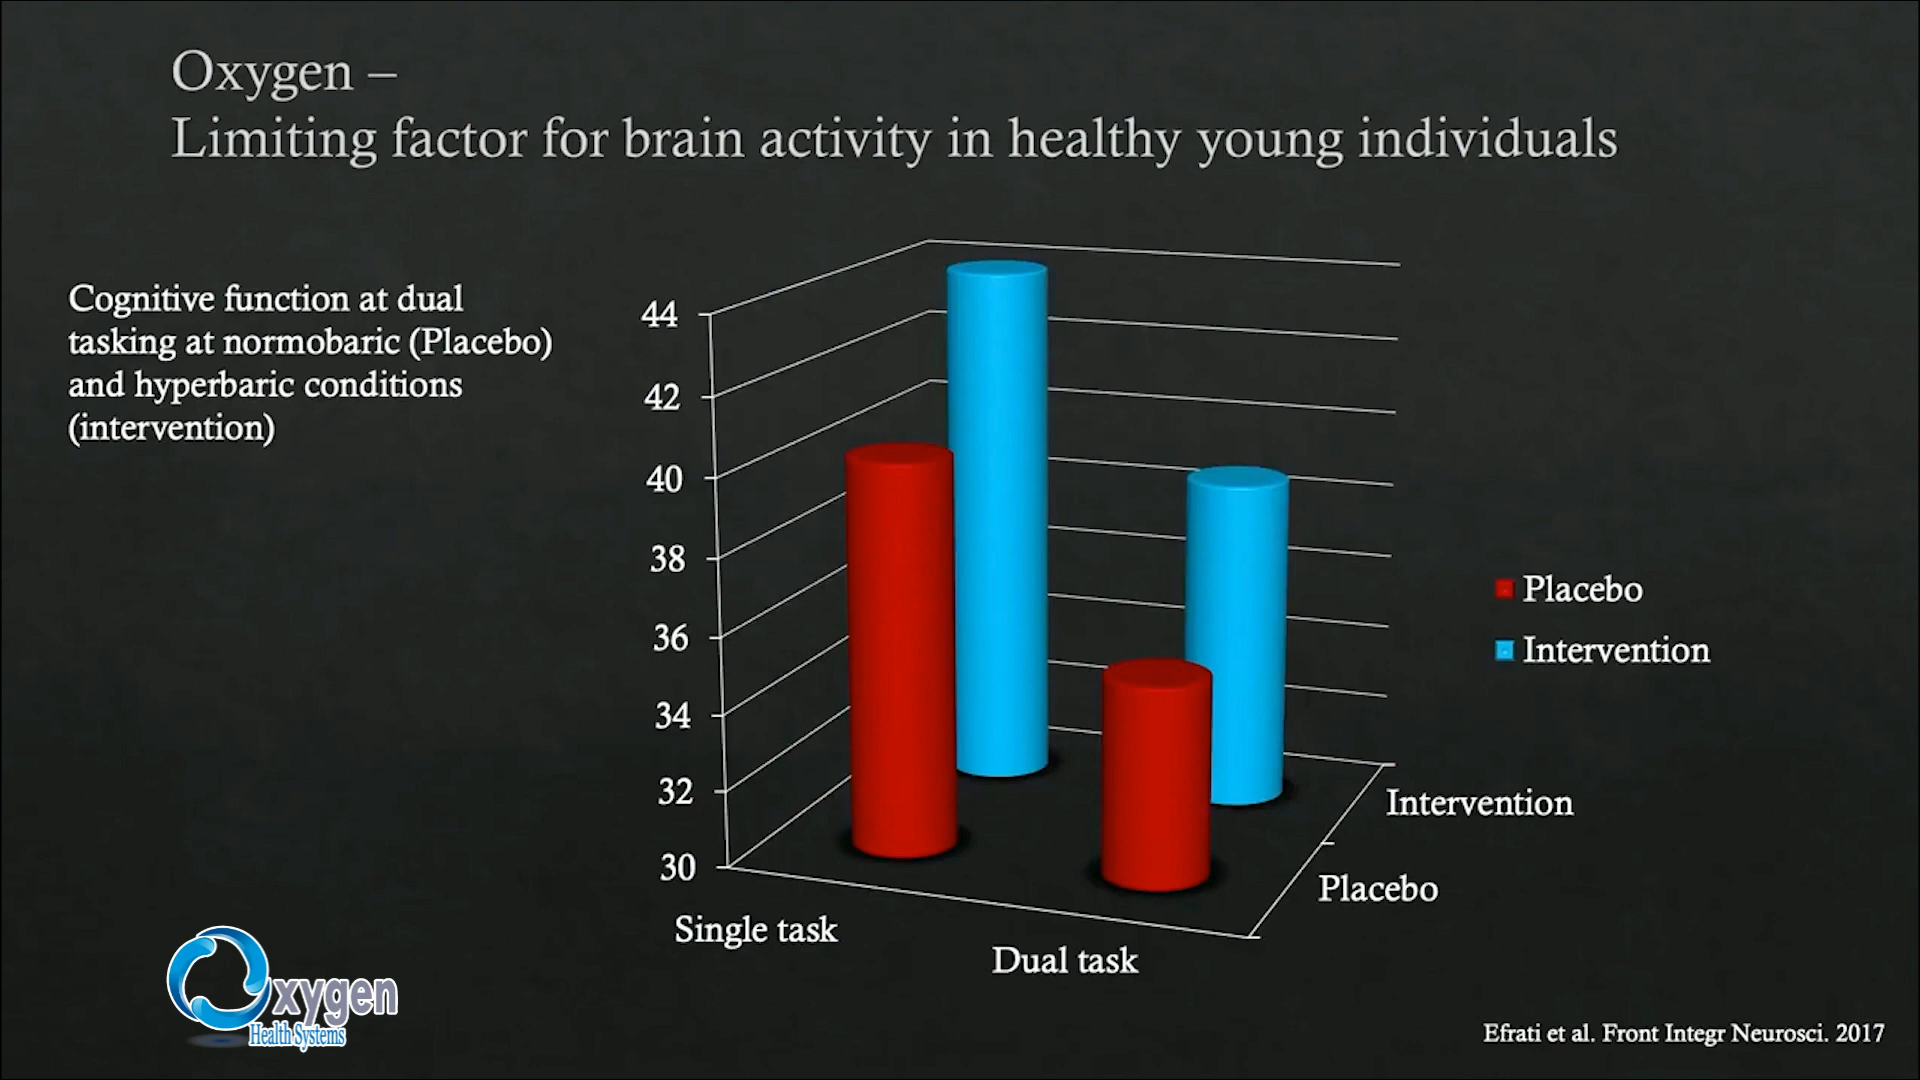 Oxygen –
Limiting factor for brain activity in healthy young individuals
Cognitive function at dual
tasking at normobaric (Placebo)
and hyperbaric conditions
(intervention)
44
42
40
38
36
34
32
30
Single task
Dual task
Placebo
Intervention
Placebo
Intervention
Oxygen
Health Systems
Efrati et al. Front Integr Neurosci. 2017